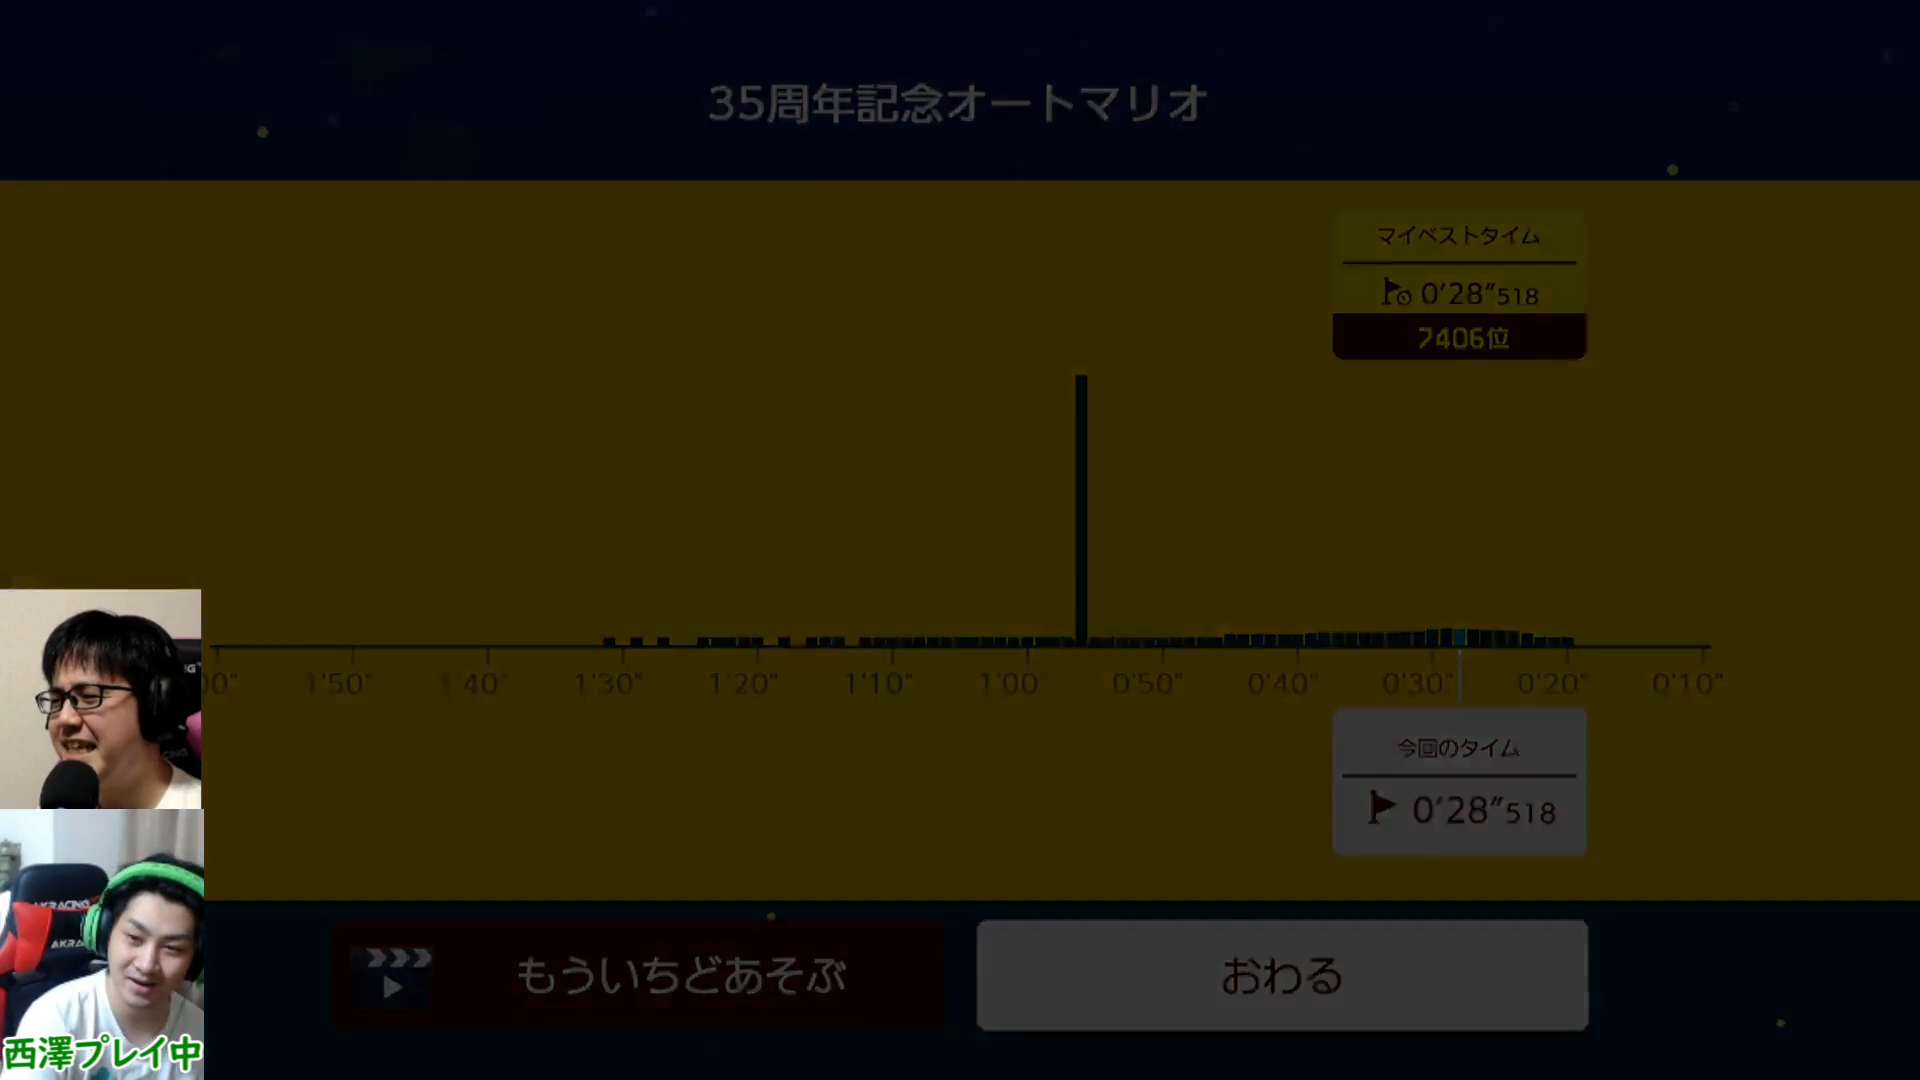 35周年記念オートマリオ
マイベストタイム
0'28"518
7406位
00" 1'50" 1'40" 1'30" 1'20" 1'10" 1'00" 0'50" 0'40" 0'30" 0'20" 0'10"
今回のタイム
0'28"518
もういちどあそぶ
おわる
AKRACING
西澤プレイ中